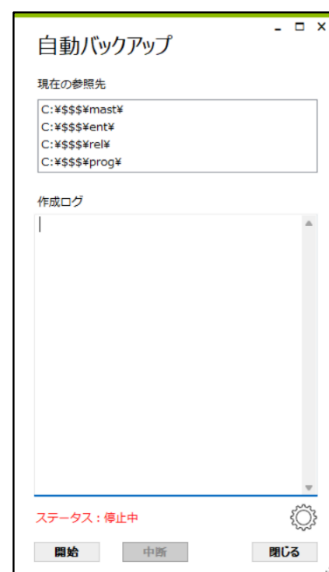 自動バックアップ
現在の参照先
C:¥$$$¥mast¥
C:¥$$$¥ent¥
C:¥$$$¥rel¥
C:¥$$$¥prog¥
作成ログ
ステータス：停止中
開始 中断 閉じる